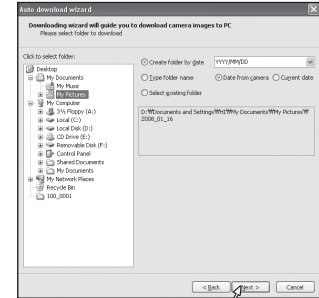 Auto download wizard
Downloading wizard will guide you to download camera images to PC
Please select folder to download
Click to select folder:
Desktop
My Documents
My Music
My Pictures
My Computer
3½ Floppy (A:)
Local (C:)
Local Disk (D:)
CD Drive (E:)
Removable Disk (F:)
Control Panel
Shared Documents
My Documents
My Network Places
Recycle Bin
100_0001
Create folder by date
YYYY/MM/DD
Type folder name
Date from camera
Current date
Select existing folder
D:₩Documents and Settings₩H1₩My Documents₩My Pictures₩
2008_01_16
< Back
Next >
Cancel